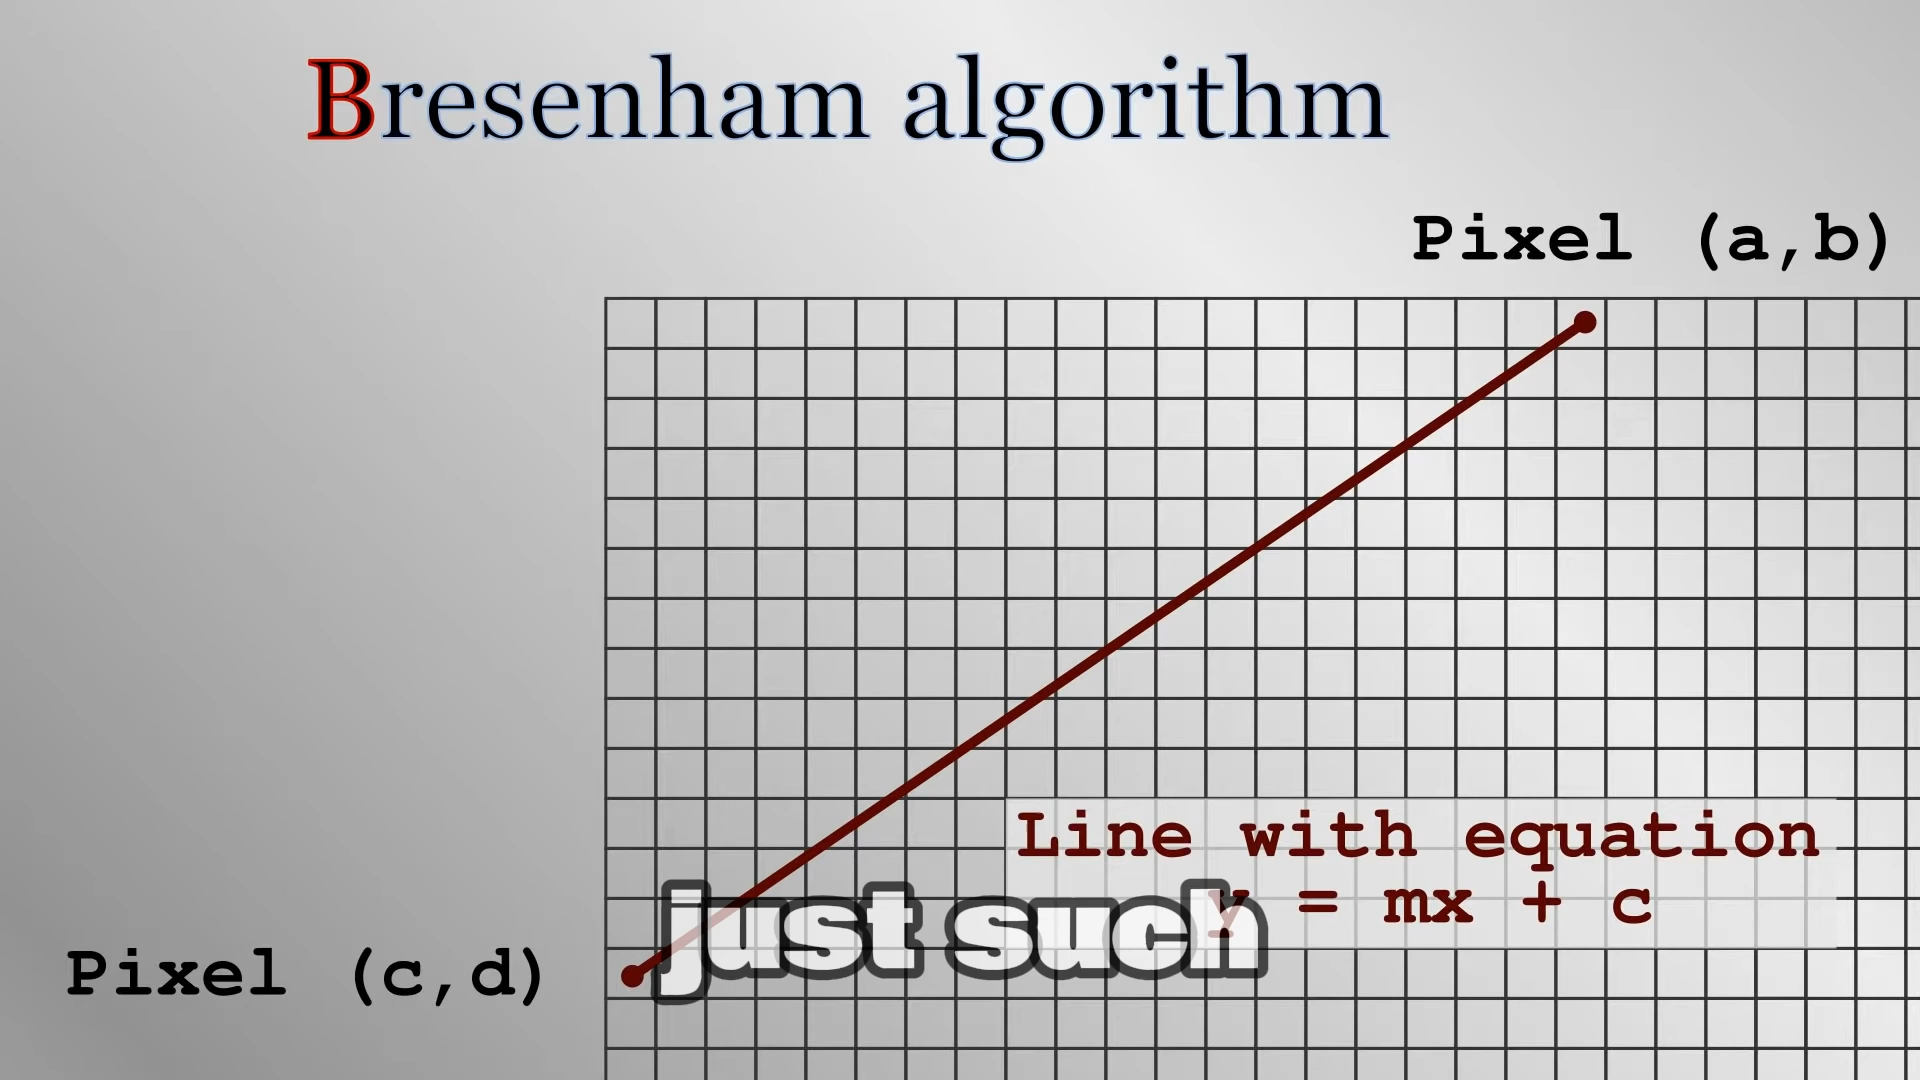 Bresenham algorithm
Pixel (a,b)
Line with equation
y = mx + c
just such
Pixel (c,d)